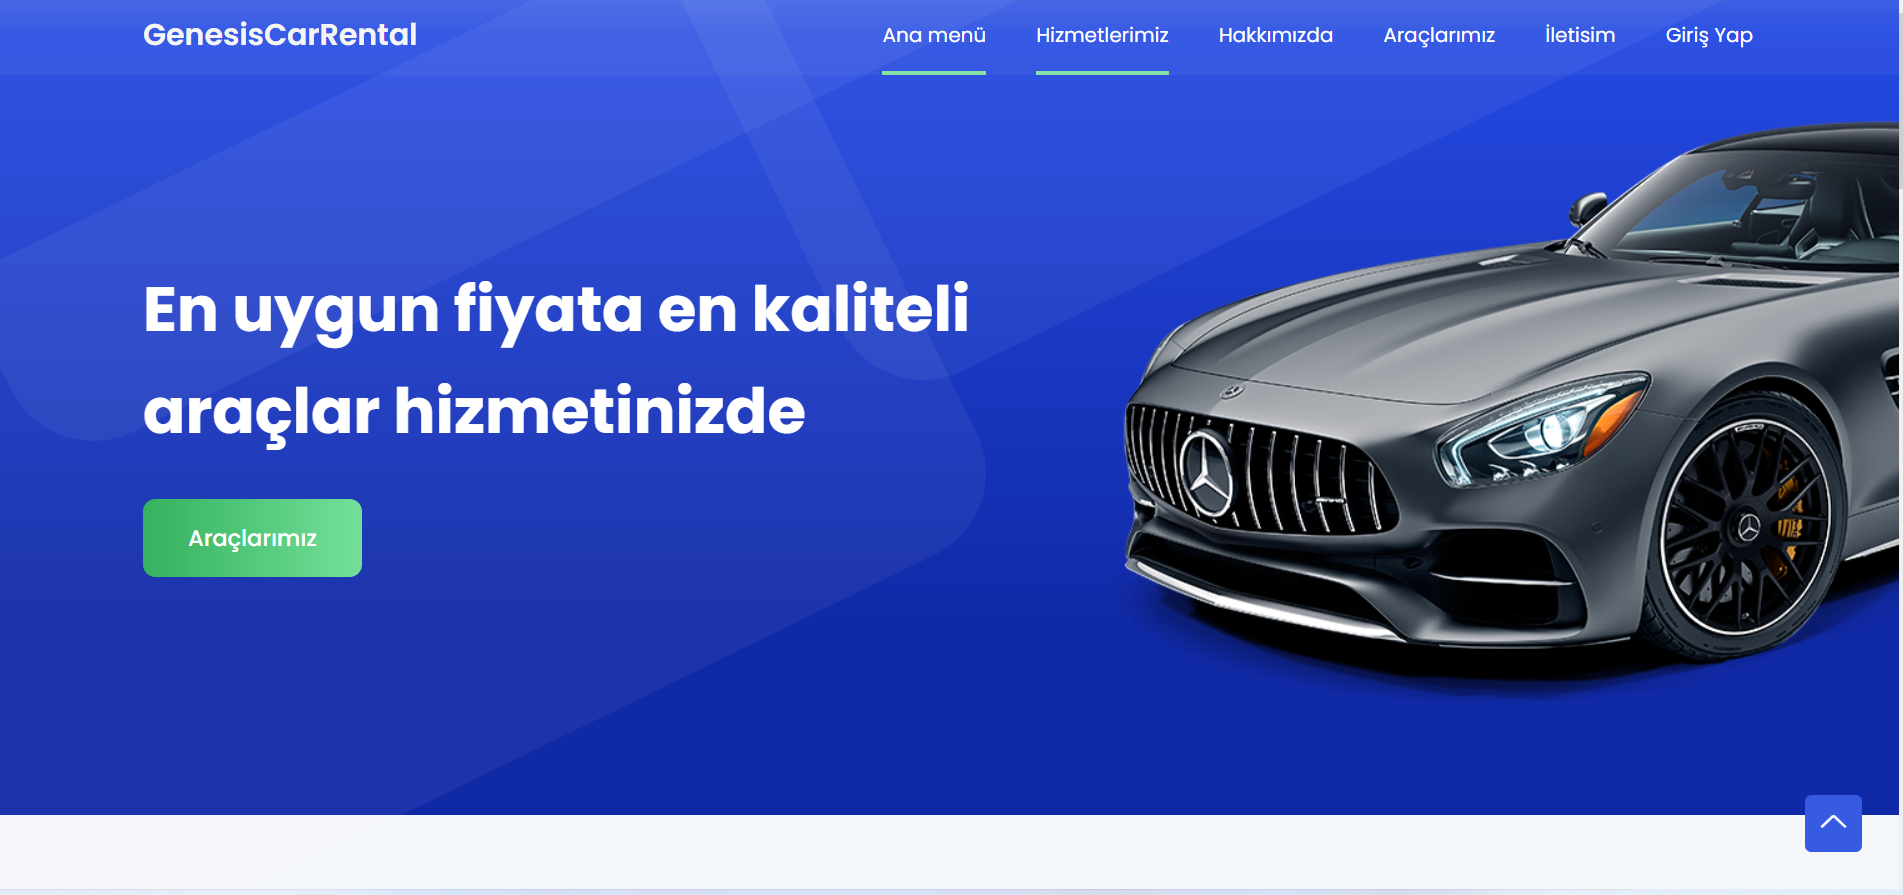 GenesisCarRental
Ana menü
Hizmetlerimiz
Hakkımızda
Araçlarımız
İletisim
Giriş Yap
En uygun fiyata en kaliteli
araçlar hizmetinizde
Araçlarımız